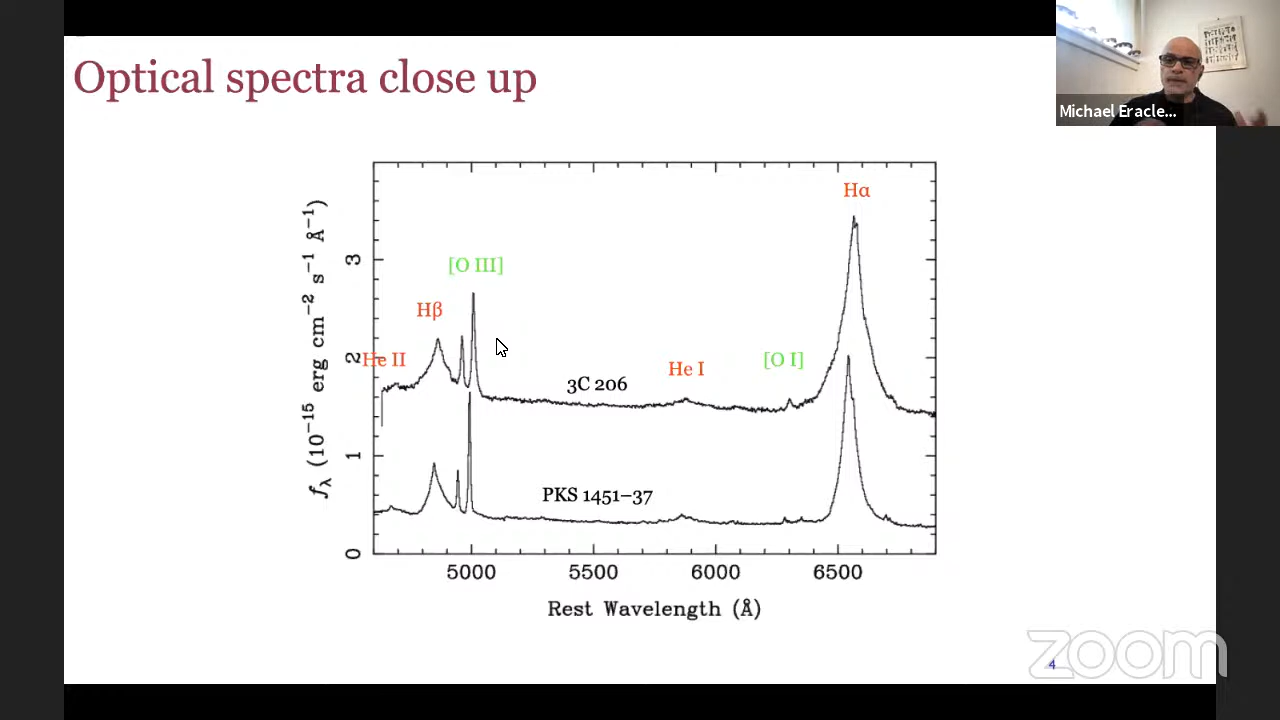 Optical spectra close up
Michael Eracle...
Hα
[O III]
Hβ
He II
He I
[O I]
3C 206
PKS 1451–37
3
2
1
0
f_λ (10⁻¹⁵ erg cm⁻² s⁻¹ Å⁻¹)
5000 5500 6000 6500
Rest Wavelength (Å)
zoom
4